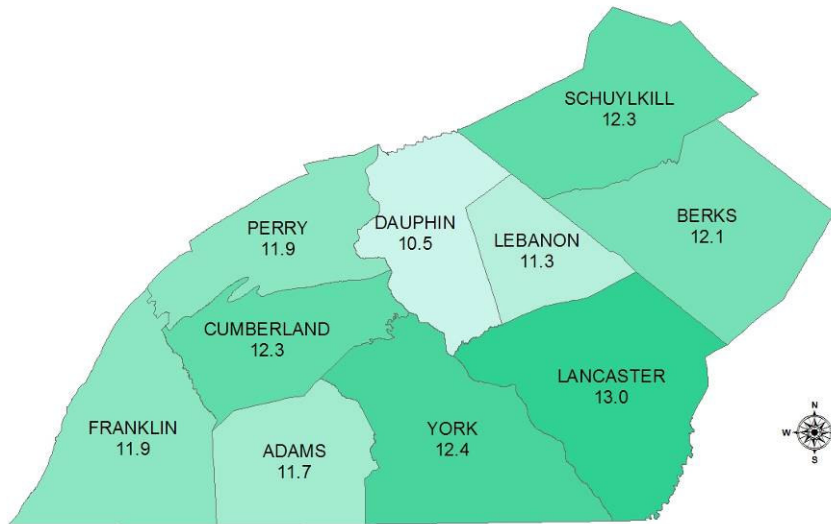 SCHUYLKILL
12.3
PERRY
11.9
DAUPHIN
10.5
LEBANON
11.3
BERKS
12.1
CUMBERLAND
12.3
LANCASTER
13.0
FRANKLIN
11.9
ADAMS
11.7
YORK
12.4
N
W
S